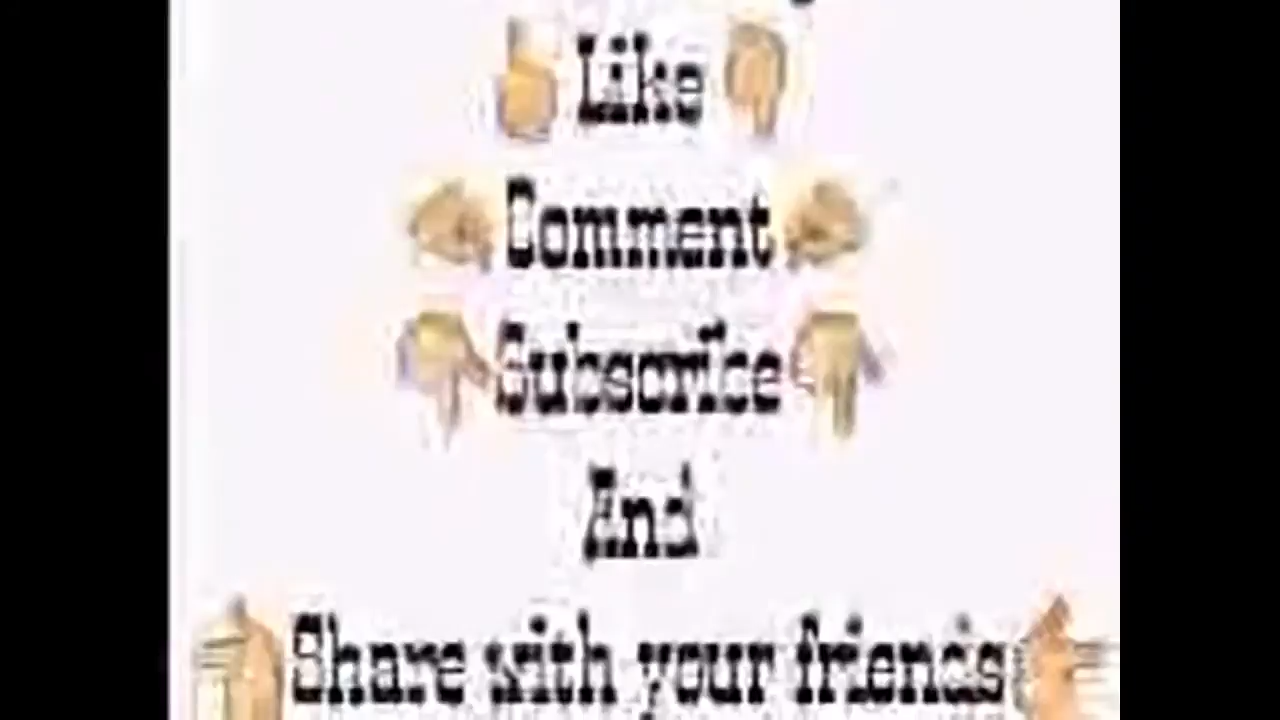 Like
Comment
Subscribe
And
Share with your friends